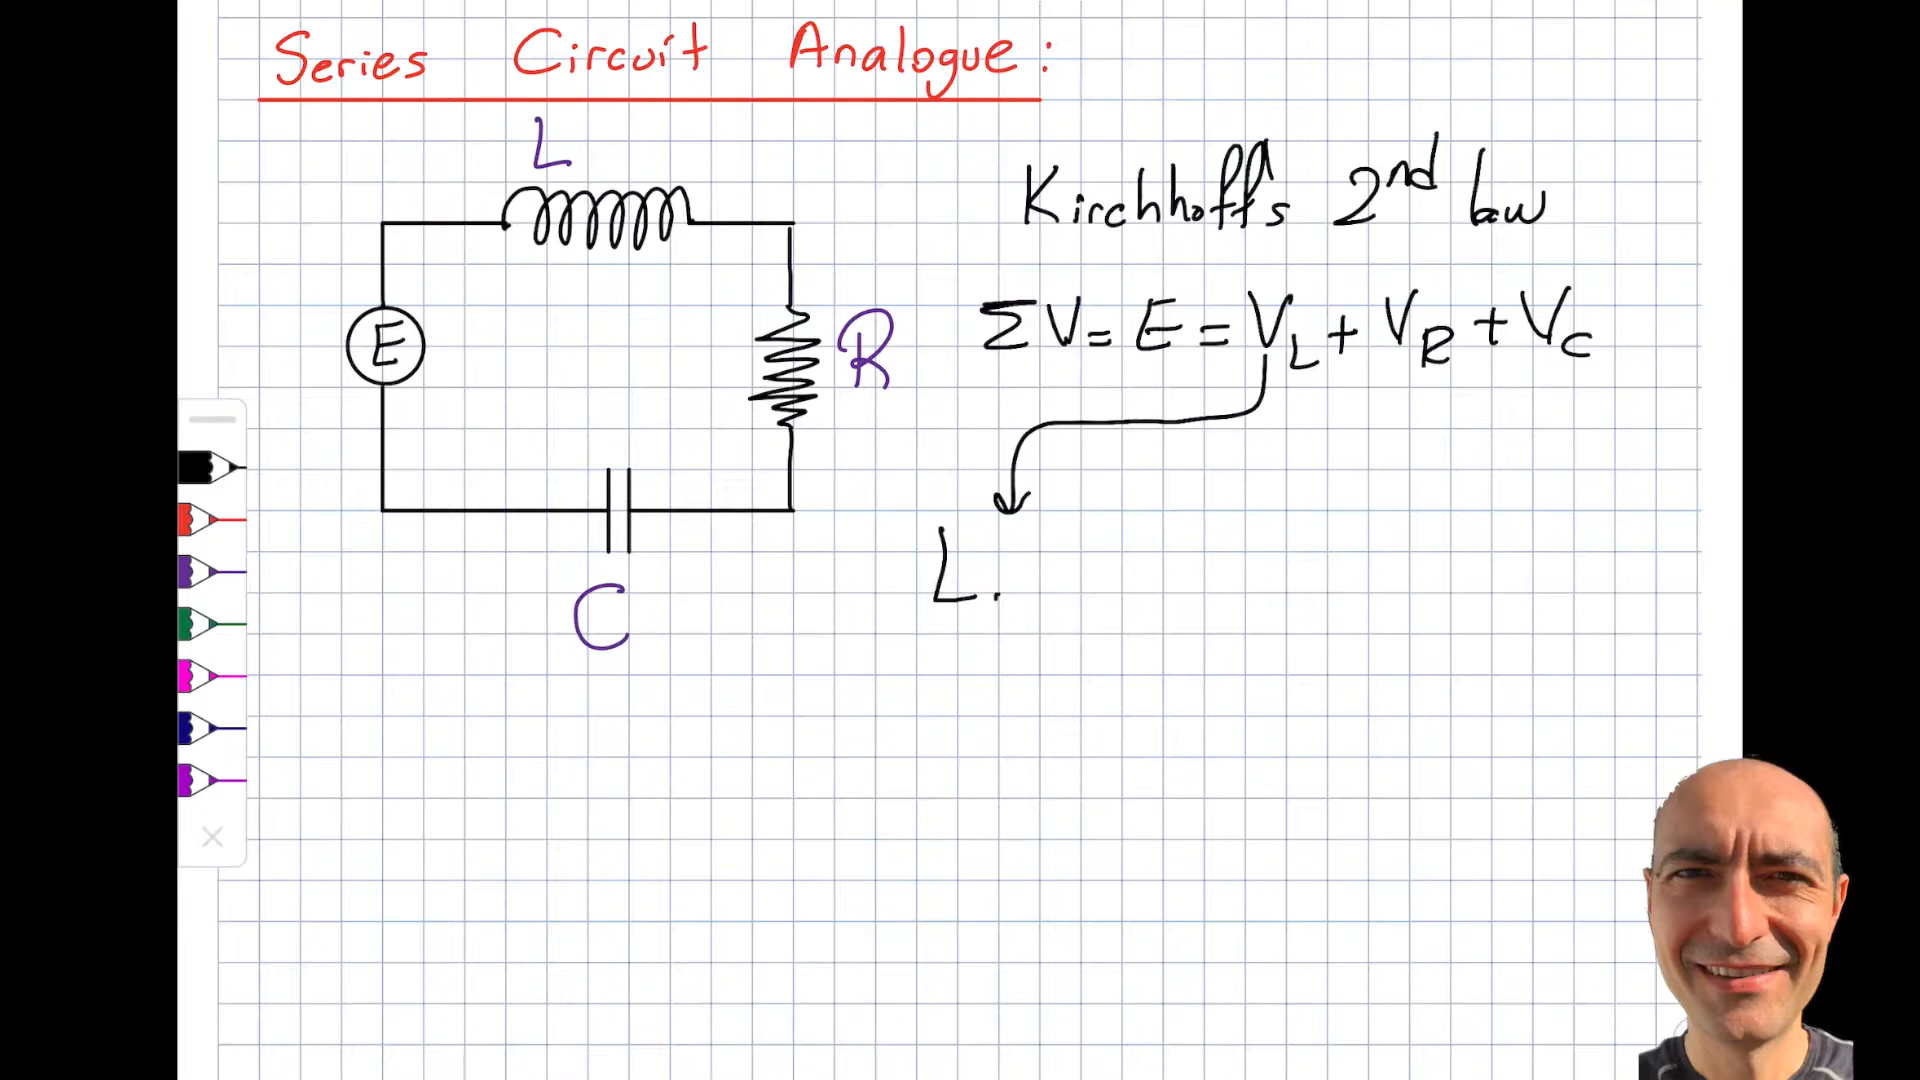 Series Circuit Analogue:
L
Kirchhoff's 2nd law
E
R
ΣV = E = V_L + V_R + V_C
L.
C